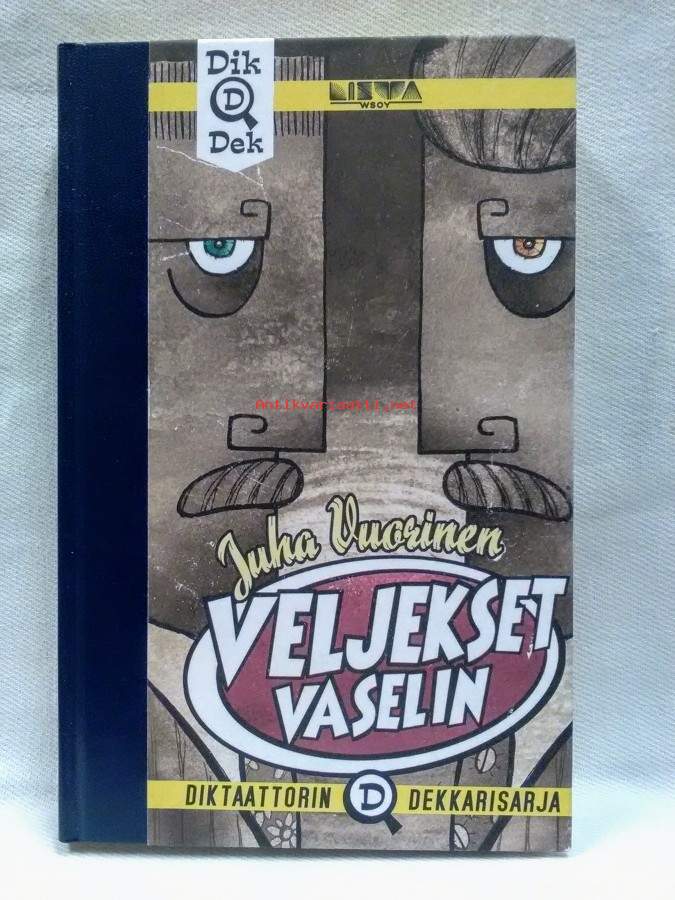 Dik
D
Dek
LISTA
WSOY
Antikvariaatti.net
Juha Vuorinen
VELJEKSET
VASELIN
DIKTAATTORIN D DEKKARISARJA